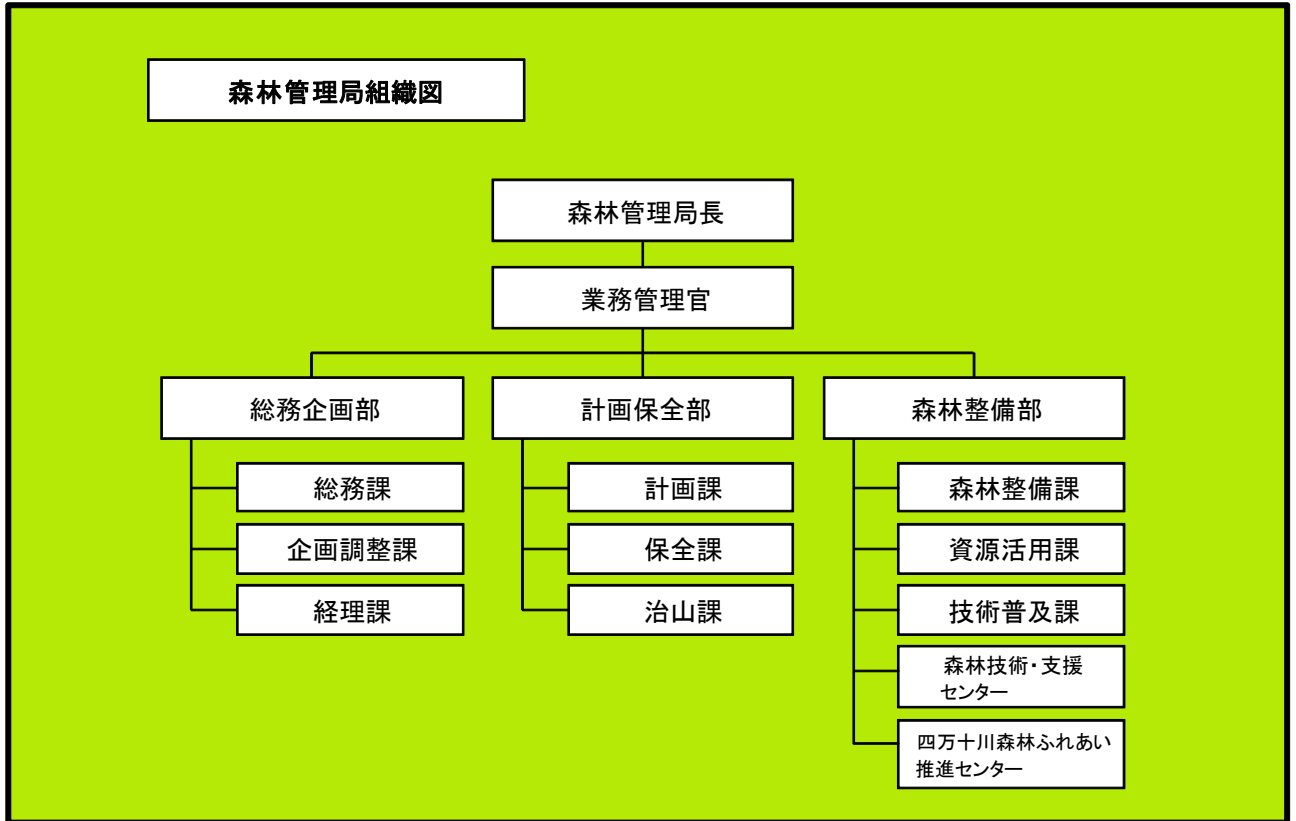 森林管理局組織図
森林管理局長
業務管理官
総務企画部
計画保全部
森林整備部
総務課
計画課
森林整備課
企画調整課
保全課
資源活用課
経理課
治山課
技術普及課
森林技術・支援
センター
四万十川森林ふれあい
推進センター